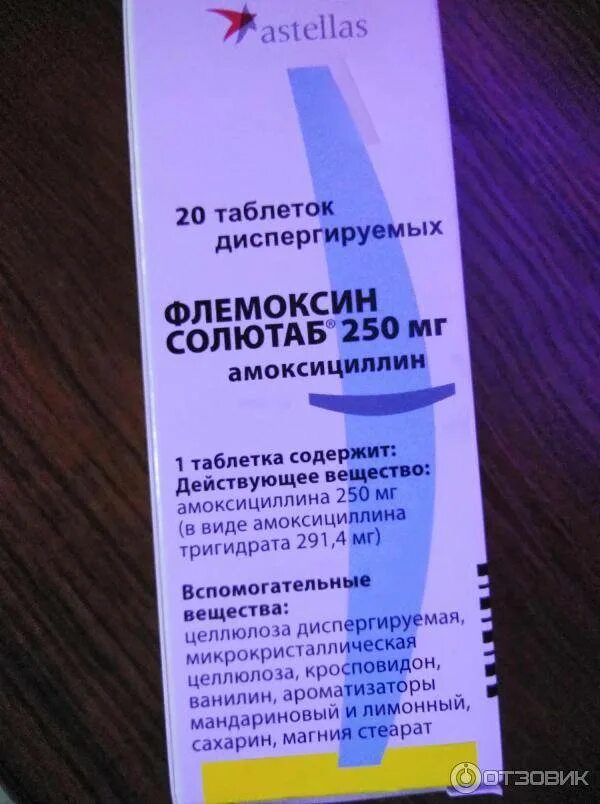 astellas
20 таблеток
диспергируемых
ФЛЕМОКСИН
СОЛЮТАБ® 250 мг
амоксициллин
1 таблетка содержит:
Действующее вещество:
амоксициллина 250 мг
(в виде амоксициллина
тригидрата 291,4 мг)
Вспомогательные
вещества:
целлюлоза диспергируемая,
микрокристаллическая
целлюлоза, кросповидон,
ванилин, ароматизаторы
мандариновый и лимонный,
сахарин, магния стеарат
ОТЗОВИК